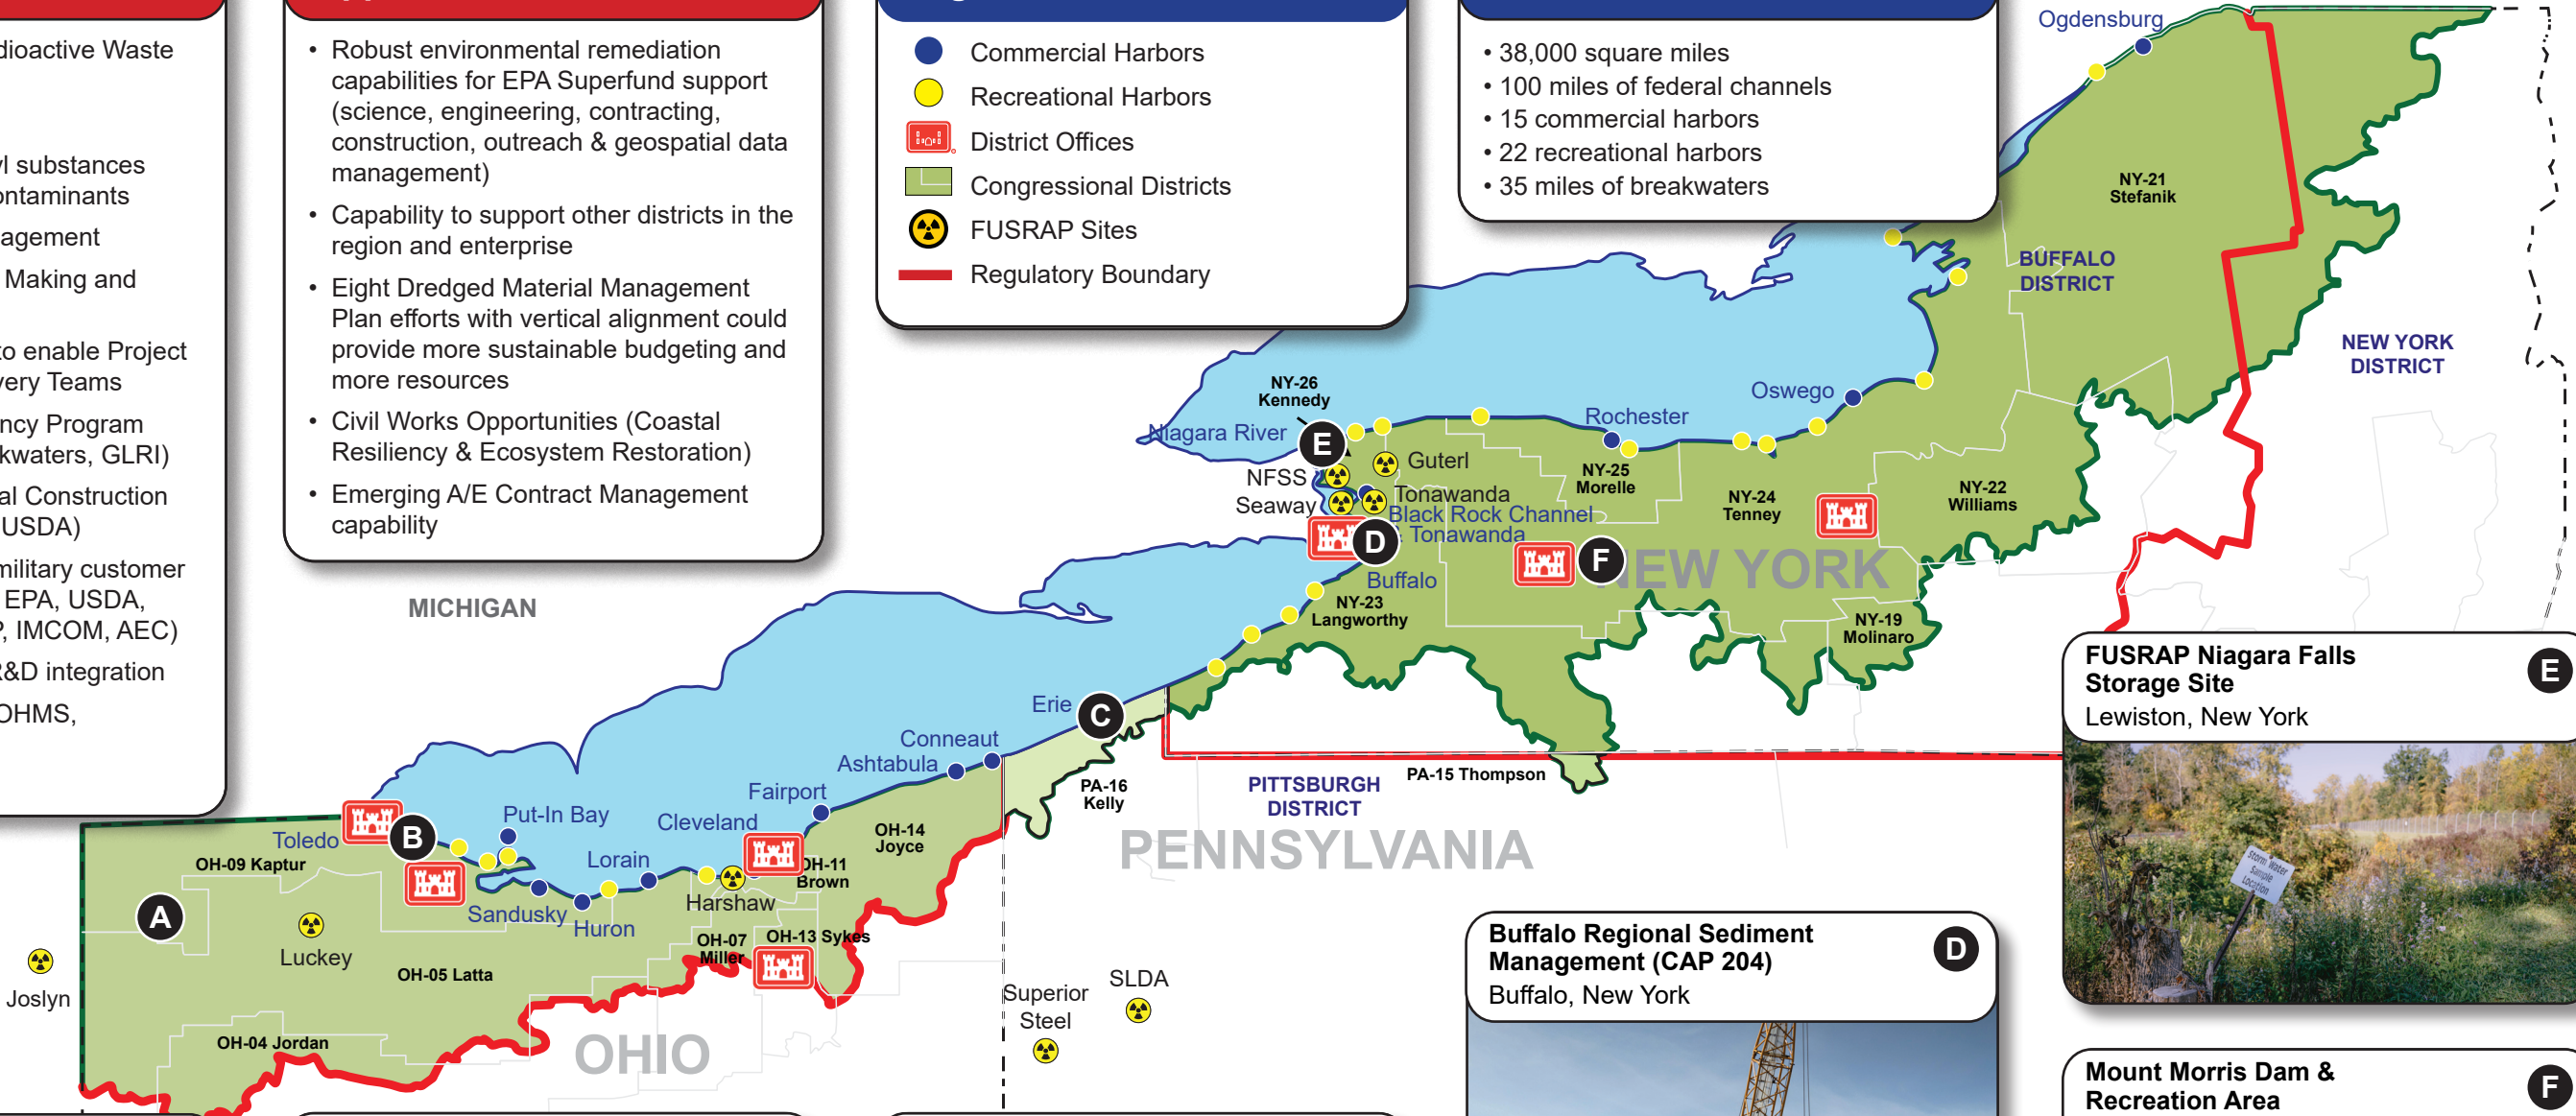 dioactive Waste
yl substances
ontaminants
agement
Making and
to enable Project
very Teams
ncy Program
kwaters, GLRI)
al Construction
USDA)
military customer
EPA, USDA,
P, IMCOM, AEC)
R&D integration
OHMS,
• Robust environmental remediation
capabilities for EPA Superfund support
(science, engineering, contracting,
construction, outreach & geospatial data
management)
• Capability to support other districts in the
region and enterprise
• Eight Dredged Material Management
Plan efforts with vertical alignment could
provide more sustainable budgeting and
more resources
• Civil Works Opportunities (Coastal
Resiliency & Ecosystem Restoration)
• Emerging A/E Contract Management
capability
Commercial Harbors
Recreational Harbors
District Offices
Congressional Districts
FUSRAP Sites
Regulatory Boundary
• 38,000 square miles
• 100 miles of federal channels
• 15 commercial harbors
• 22 recreational harbors
• 35 miles of breakwaters
Ogdensburg
NY-21
Stefanik
BUFFALO
DISTRICT
NEW YORK
DISTRICT
NY-26
Kennedy
Niagara River
E
Rochester
Oswego
NFSS
Guterl
Seaway
Tonawanda
Black Rock Channel
& Tonawanda
NY-25
Morelle
NY-24
Tenney
NY-22
Williams
D
F
NEW YORK
Buffalo
NY-23
Langworthy
NY-19
Molinaro
MICHIGAN
Erie
C
Conneaut
Ashtabula
Fairport
PA-16
Kelly
PITTSBURGH
DISTRICT
PA-15 Thompson
PENNSYLVANIA
Toledo
B
Put-In Bay
Cleveland
OH-14
Joyce
OH-09 Kaptur
Lorain
OH-11
Brown
A
Sandusky
Huron
Harshaw
Luckey
OH-07
Miller
OH-13 Sykes
OH-05 Latta
Joslyn
OH-04 Jordan
OHIO
Superior
Steel
SLDA
FUSRAP Niagara Falls
Storage Site
Lewiston, New York
E
Storm Water
Sample
Location
Buffalo Regional Sediment
Management (CAP 204)
Buffalo, New York
D
Mount Morris Dam &
Recreation Area
F